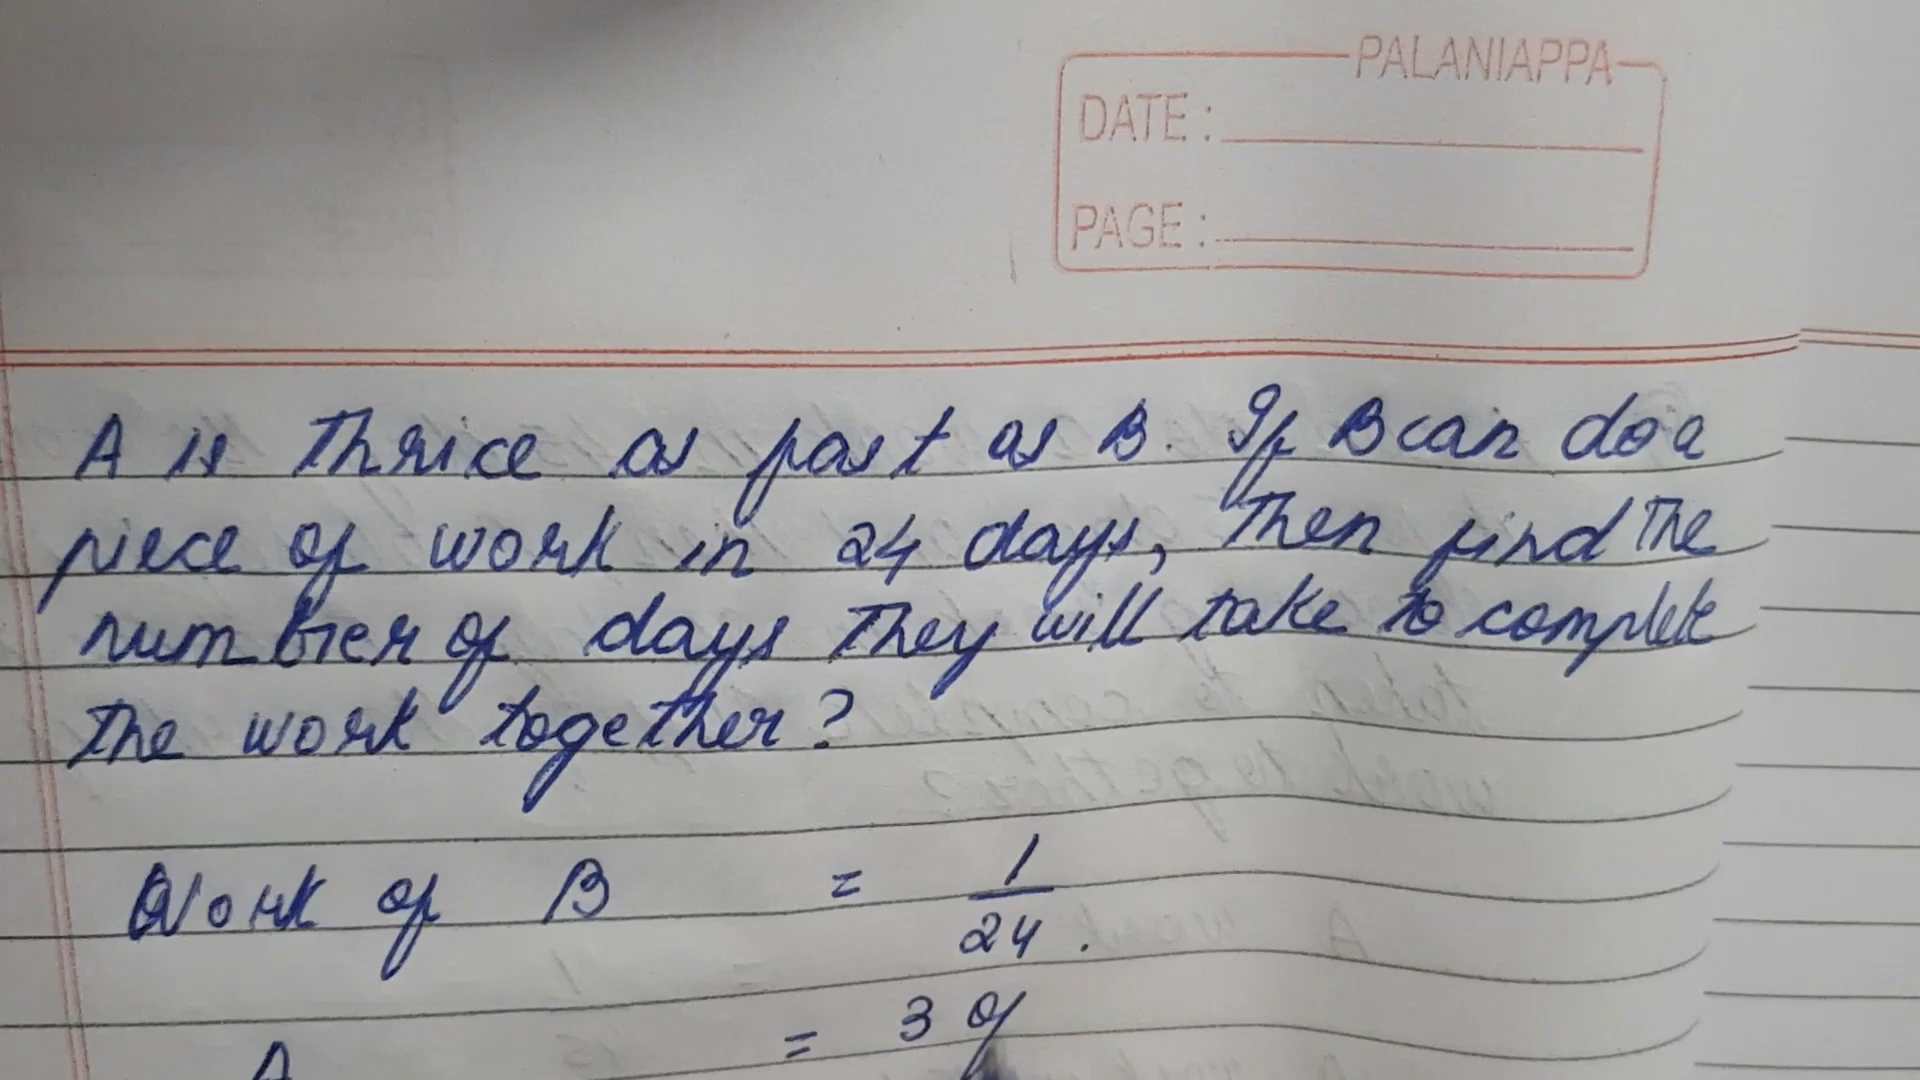 PALANIAPPA
DATE :
PAGE :
A is thrice as fast as B. If B can do a
piece of work in 24 days, then find the
number of days they will take to complete
the work together?
Work of B = 1/24.
A = 3 of